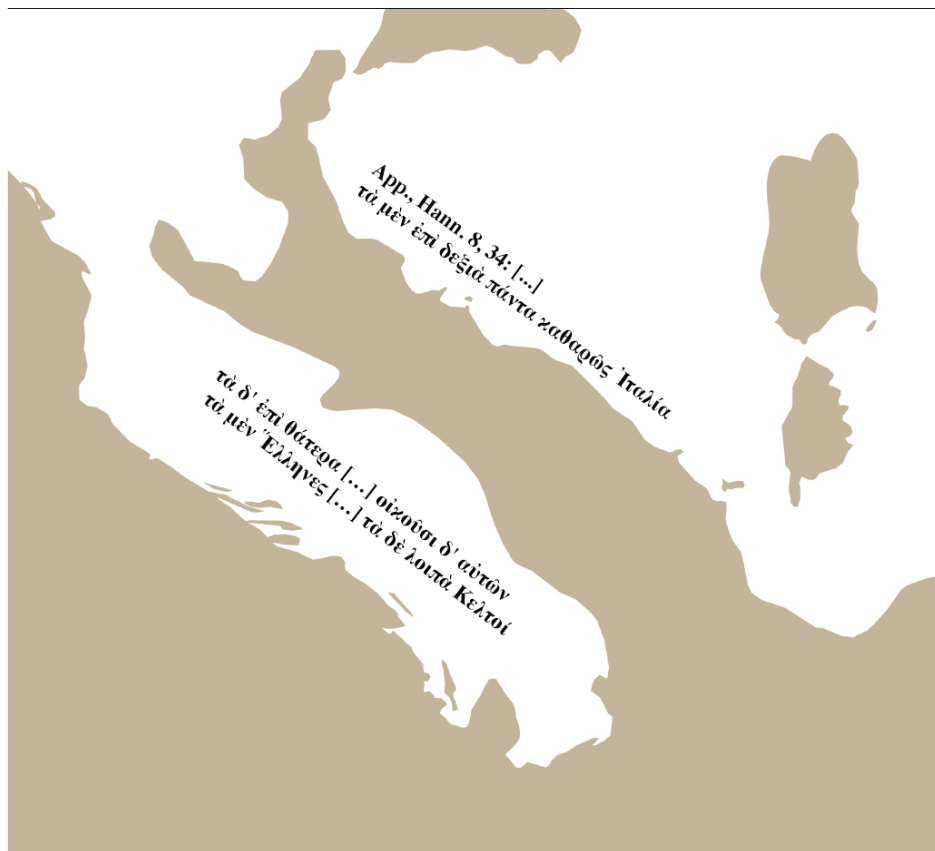 App., Hann. 8, 34: [...]
τὰ μὲν ἐπὶ δεξιὰ πάντα ϰαθαρῶς Ἰταλία
τὰ δ' ἐπὶ θάτερα [...] οἰϰοῦσι δ' αὐτῶν
τὰ μὲν Ἕλληνες [...] τὰ δὲ λοιπὰ Κελτοί